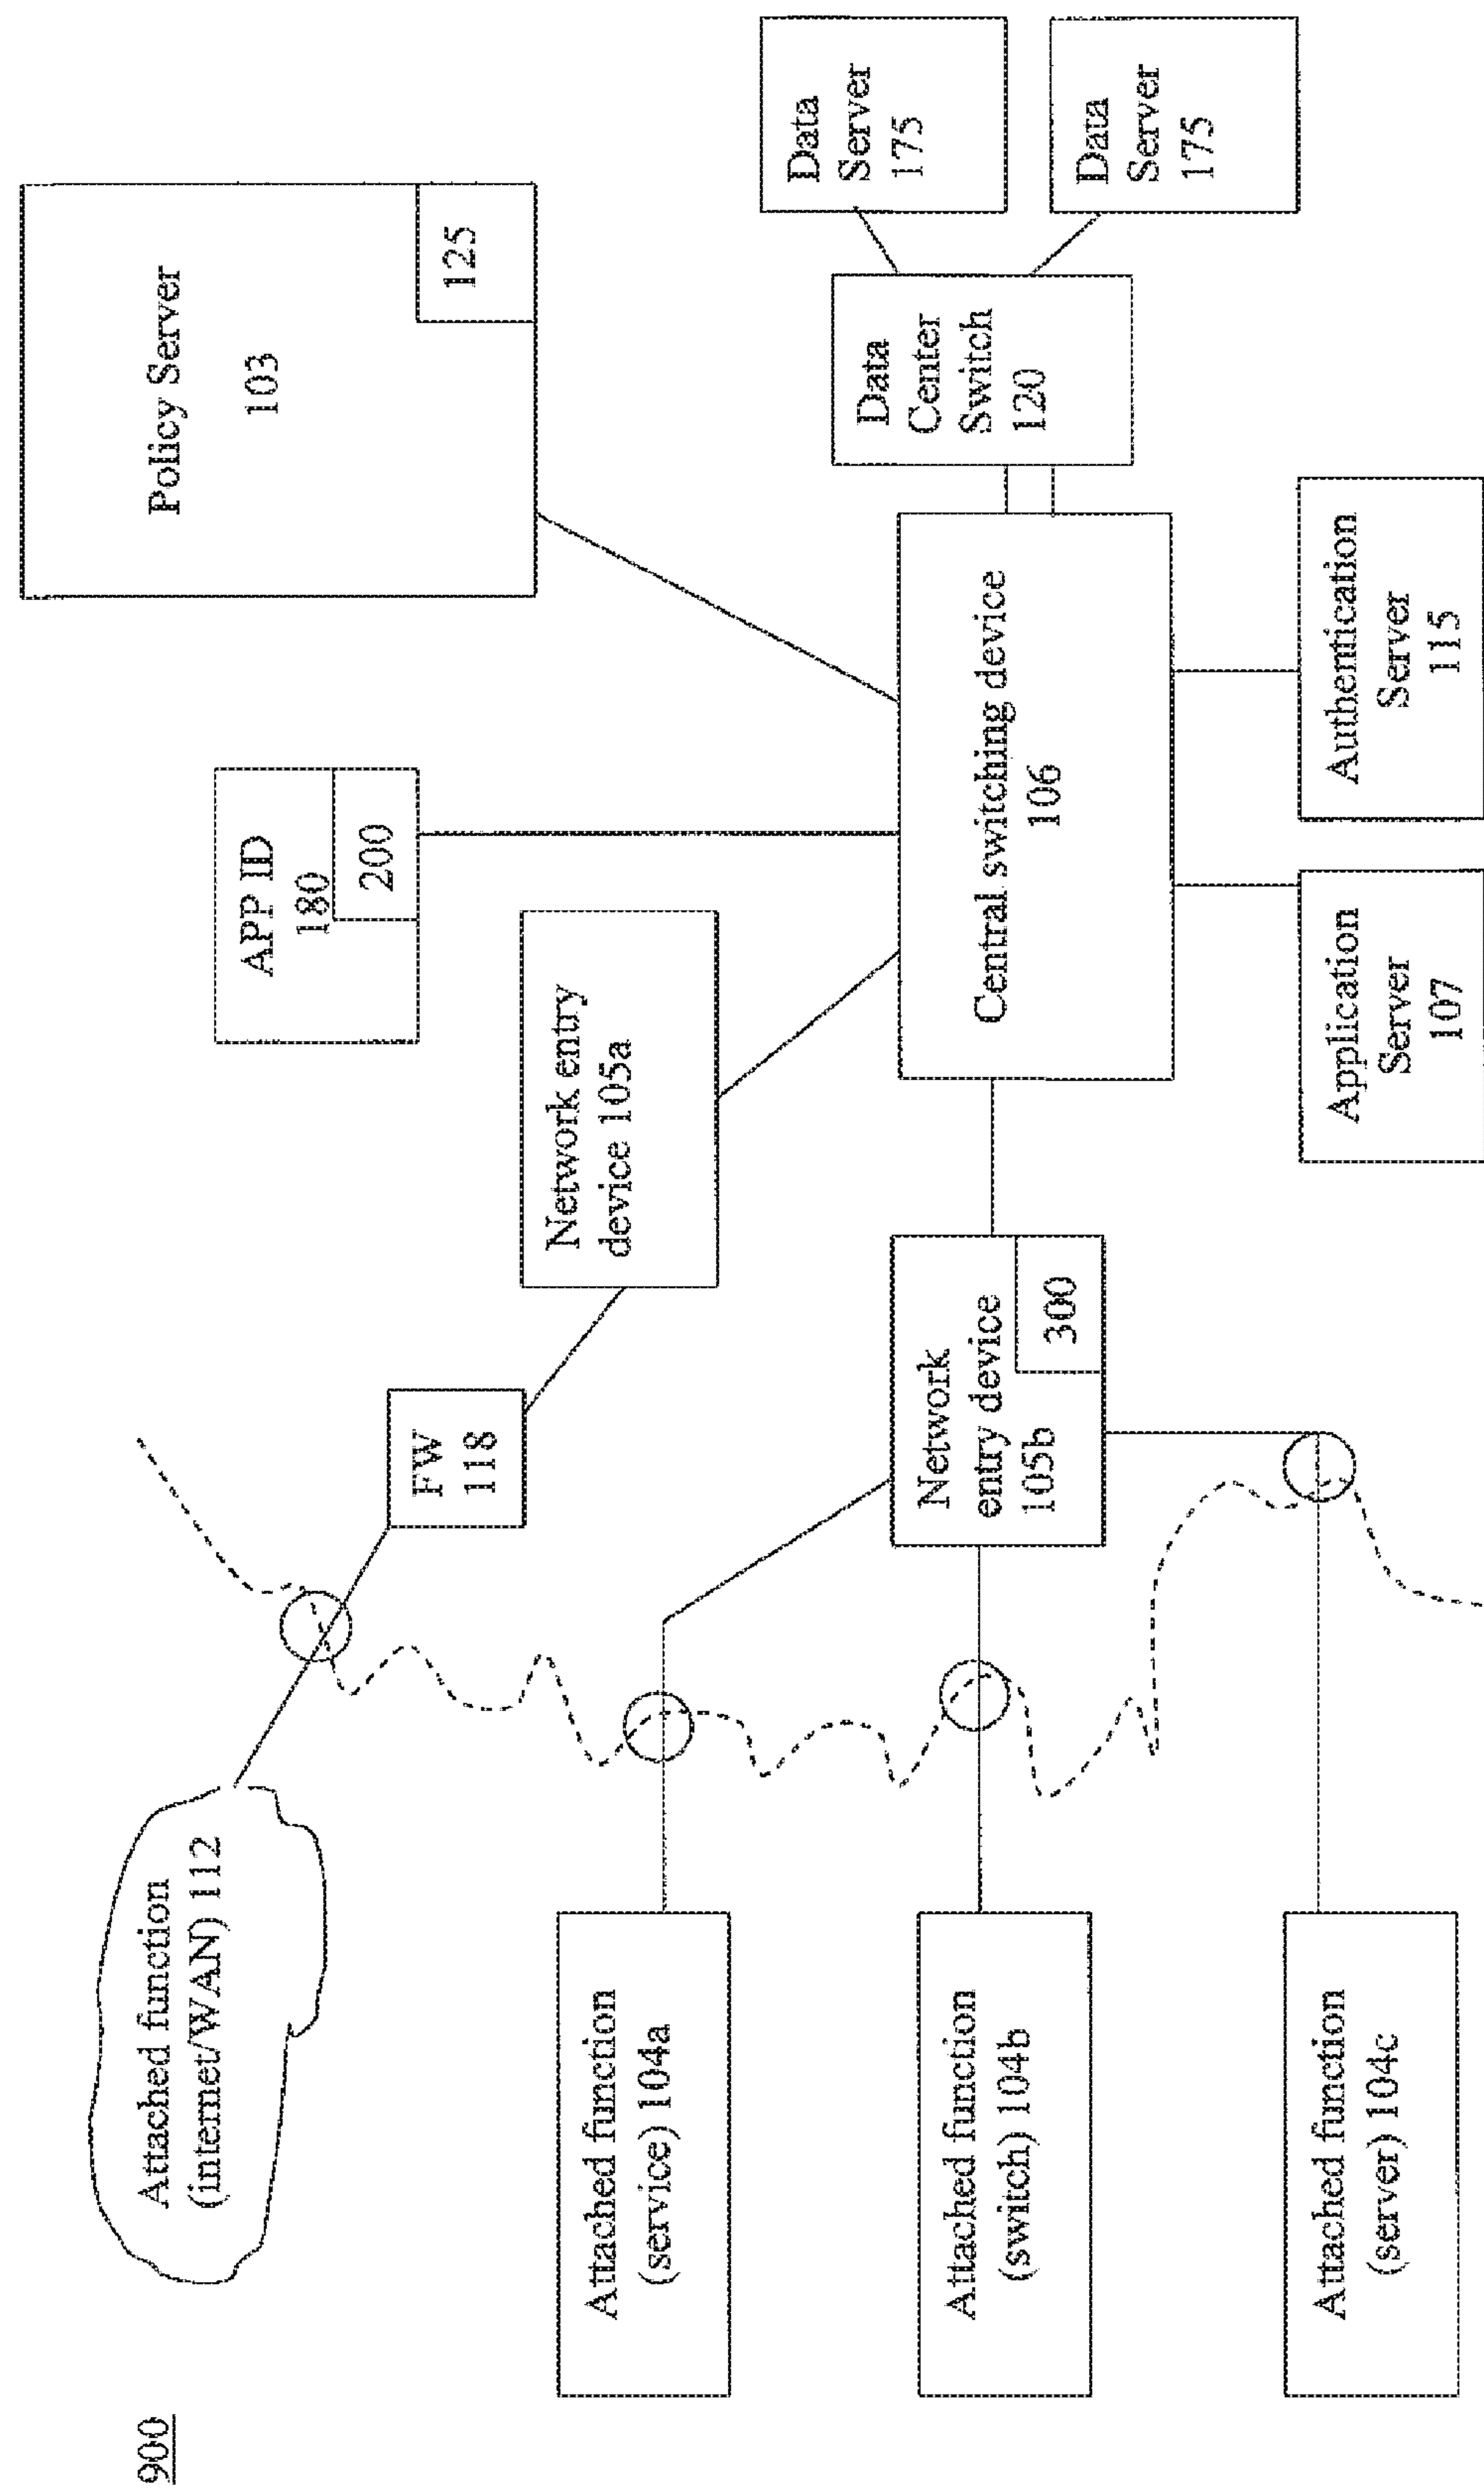 900
Attached function
(internet/WAN) 112
Attached function
(service) 104a
Attached function
(switch) 104b
Attached function
(server) 104c
FW
118
Network entry
device 105a
Network
entry device
105b
300
APP ID
180
200
Policy Server
103
125
Central switching device
106
Data
Center
Switch
120
Data
Server
175
Data
Server
175
Application
Server
107
Authentication
Server
115